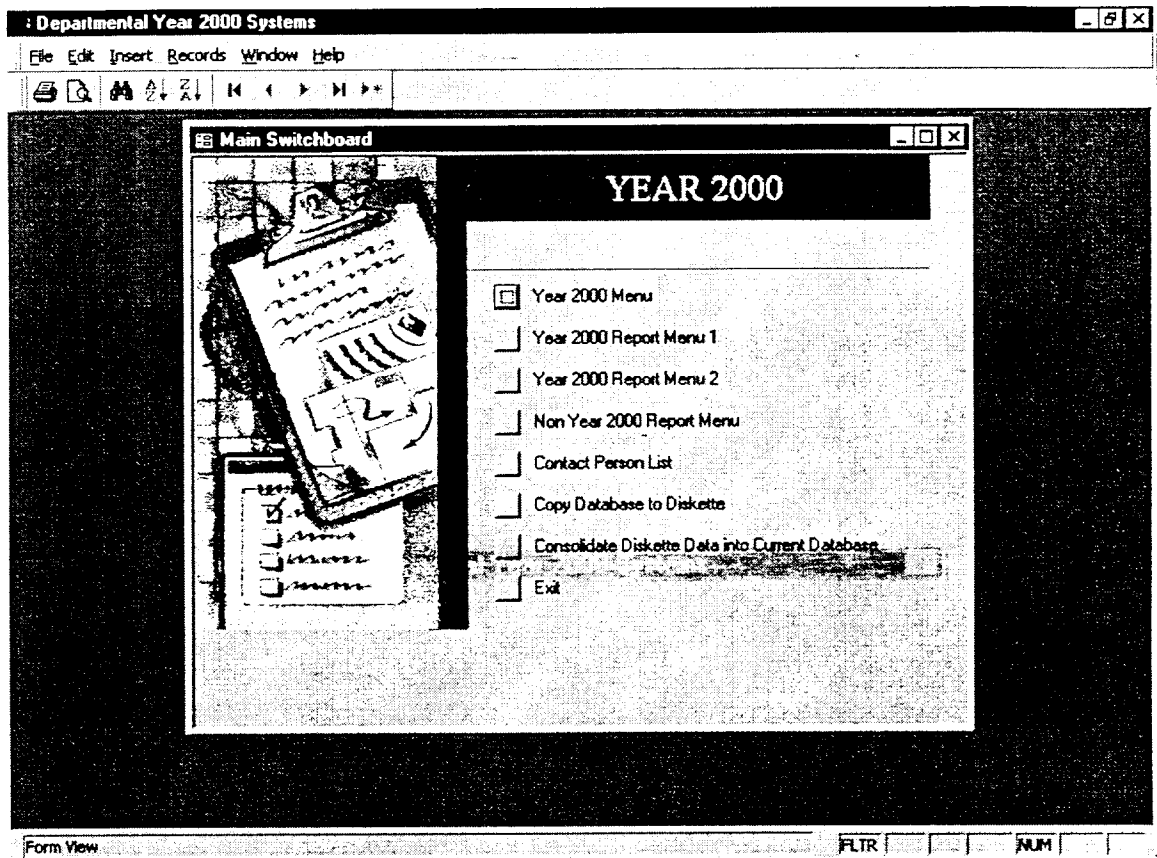 : Departmental Year 2000 Systems
File Edit Insert Records Window Help
Main Switchboard
YEAR 2000
Year 2000 Menu
Year 2000 Report Menu 1
Year 2000 Report Menu 2
Non Year 2000 Report Menu
Contact Person List
Copy Database to Diskette
Consolidate Diskette Data into Current Database
Exit
Form View FLTR NUM